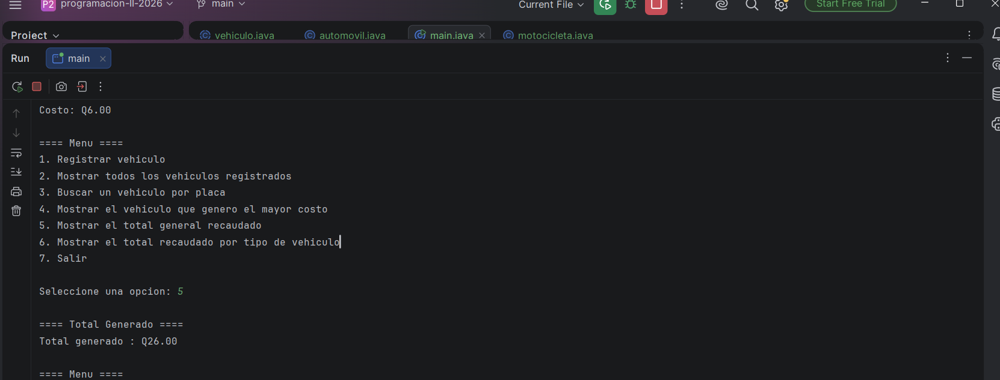 P2 programacion-II-2026 main Current File Start Free Trial
Project vehiculo.java automovil.java main.java motocicleta.java
Run main
Costo: Q6.00
==== Menu ====
1. Registrar vehiculo
2. Mostrar todos los vehiculos registrados
3. Buscar un vehiculo por placa
4. Mostrar el vehiculo que genero el mayor costo
5. Mostrar el total general recaudado
6. Mostrar el total recaudado por tipo de vehiculo
7. Salir
Seleccione una opcion: 5
==== Total Generado ====
Total generado : Q26.00
==== Menu ====